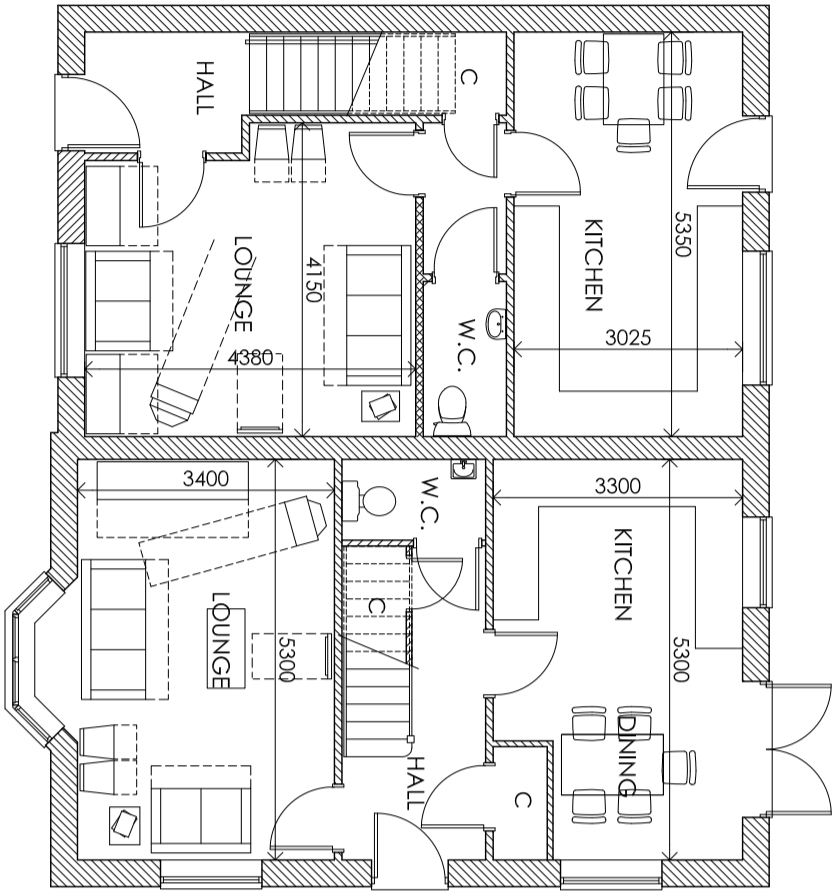 HALL
C
KITCHEN
5350
LOUNGE
4150
4380
W.C.
3025
3400
W.C.
3300
KITCHEN
C
LOUNGE
5300
5300
DINING
HALL
C